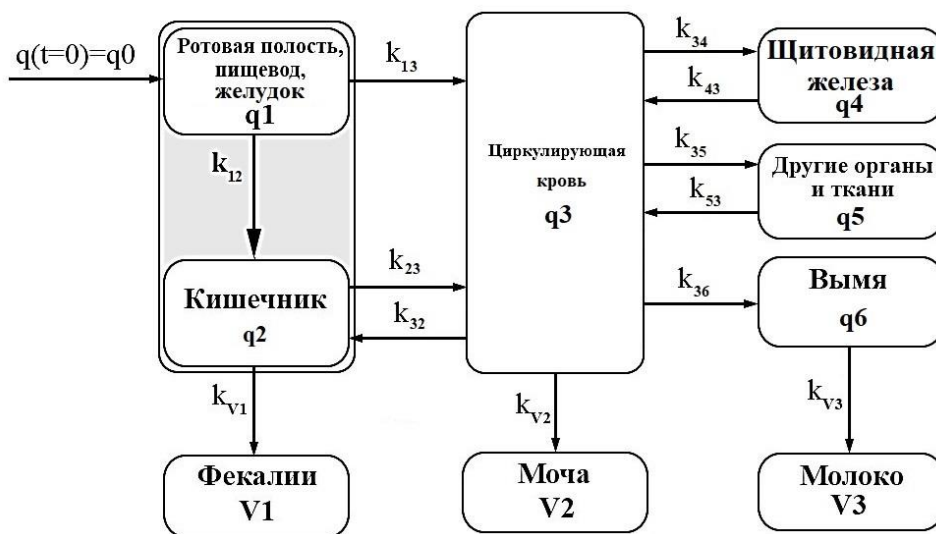 q(t=0)=q0
Ротовая полость,
пищевод,
желудок
q1
k13
k12
Кишечник
q2
k23
k32
kV1
Фекалии
V1
Циркулирующая
кровь
q3
kV2
Моча
V2
k34
k43
Щитовидная
железа
q4
k35
k53
Другие органы
и ткани
q5
k36
Вымя
q6
kV3
Молоко
V3